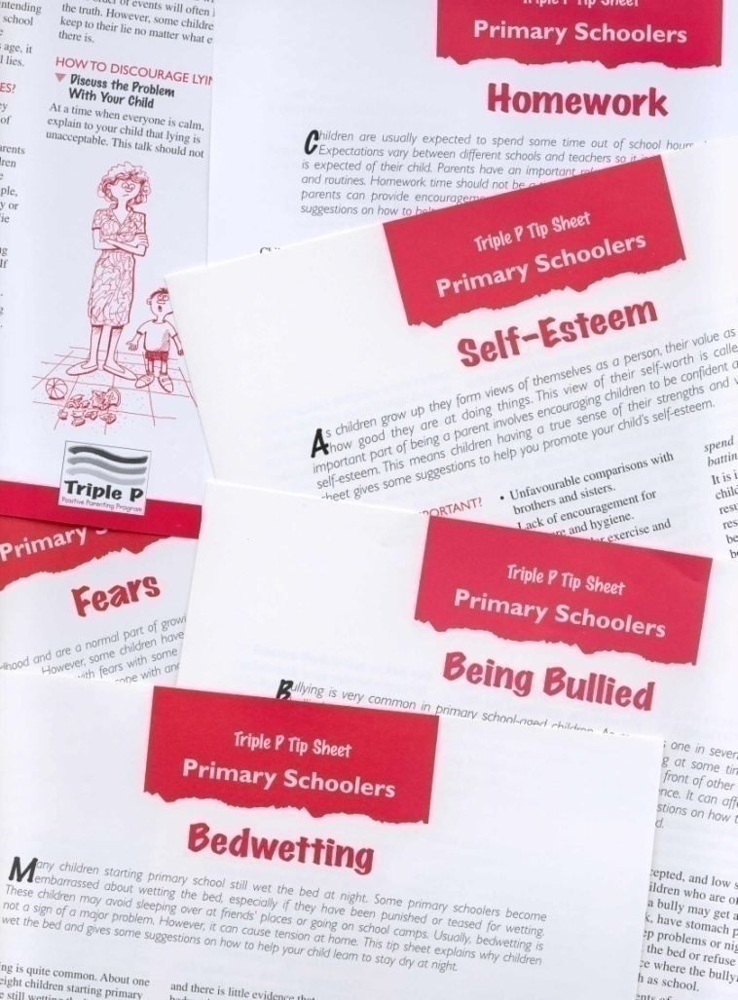 ntending
school
age, it
lies.
ES?
of
arents
ple,
y or
of events will often
the truth. However, some childre
keep to their lie no matter what e
there is.
HOW TO DISCOURAGE LYIN
Discuss the Problem
With Your Child
At a time when everyone is calm,
explain to your child that lying is
unacceptable. This talk should not
Triple P
Positive Parenting Program
Triple P Tip Sheet
Primary Schoolers
Homework
Children are usually expected to spend some time out of school hour
Expectations vary between different schools and teachers so it i
is expected of their child. Parents have an important
and routines. Homework time should not be a
parents can provide encouragem
suggestions on how to hel
Triple P Tip Sheet
Primary Schoolers
Self-Esteem
As children grow up they form views of themselves as a person, their value as
how good they are at doing things. This view of their self-worth is calle
important part of being a parent involves encouraging children to be confident a
self-esteem. This means children having a true sense of their strengths and
sheet gives some suggestions to help you promote your child's self-esteem.
PORTANT?
• Unfavourable comparisons with
brothers and sisters.
Lack of encouragement for
and hygiene.
exercise and
spend
battin
It is i
child
resu
res
be
Primary
Fears
hood and are a normal part of growi
However, some children have
with fears with some
cope with and
Triple P Tip Sheet
Primary Schoolers
Being Bullied
Bullying is very common in primary school-aged children.
one in seven
g at some tim
front of other
nce. It can affe
stions on how t
d.
cepted, and low s
ildren who are of
a bully may get a
k, have stomach p
ep problems or nig
the bed or refuse
ce where the bully
h as school.
Triple P Tip Sheet
Primary Schoolers
Bedwetting
Many children starting primary school still wet the bed at night. Some primary schoolers become
embarrassed about wetting the bed, especially if they have been punished or teased for wetting.
These children may avoid sleeping over at friends' places or going on school camps. Usually, bedwetting is
not a sign of a major problem. However, it can cause tension at home. This tip sheet explains why children
wet the bed and gives some suggestions on how to help your child learn to stay dry at night.
ing is quite common. About one
eight children starting primary
still wetting the
and there is little evidence that